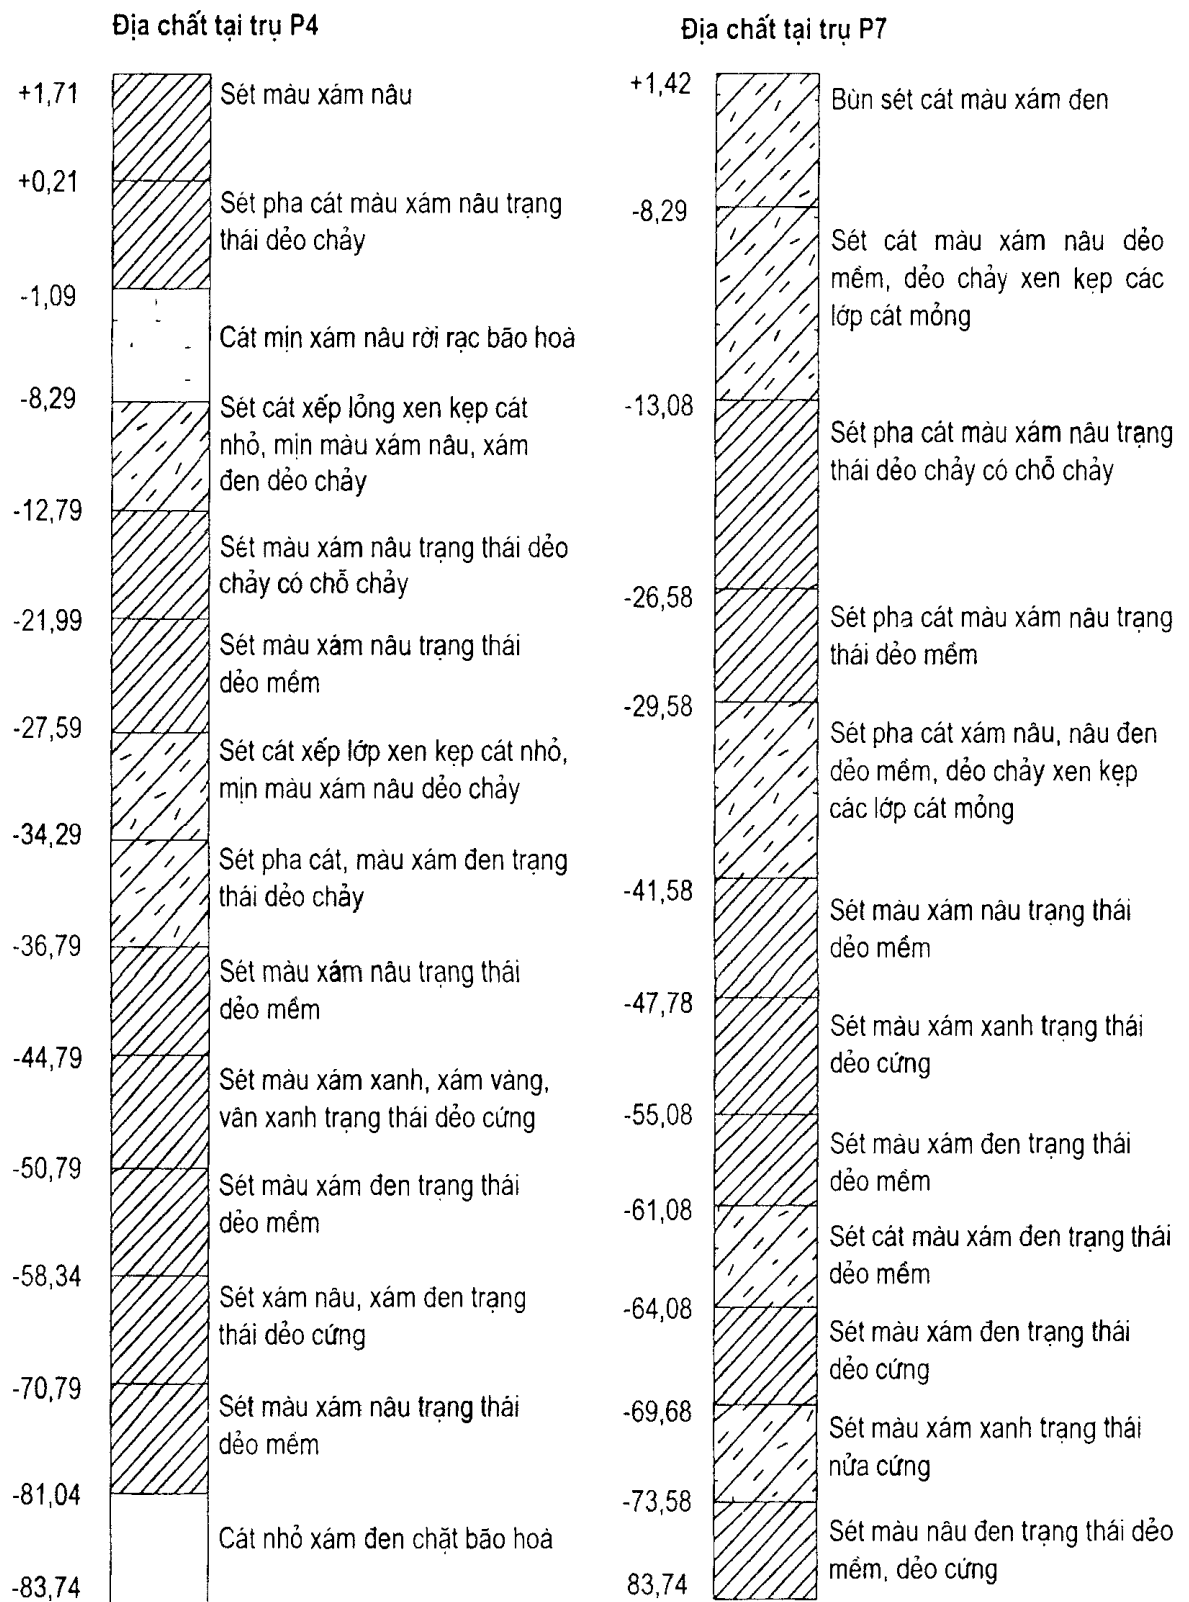 Địa chất tại trụ P4
+1,71
Sét màu xám nâu
+0,21
Sét pha cát màu xám nâu trạng
thái dẻo chảy
-1,09
Cát mịn xám nâu rời rạc bão hoà
-8,29
Sét cát xếp lỏng xen kẹp cát
nhỏ, mịn màu xám nâu, xám
đen dẻo chảy
-12,79
Sét màu xám nâu trạng thái dẻo
chảy có chỗ chảy
-21,99
Sét màu xám nâu trạng thái
dẻo mềm
-27,59
Sét cát xếp lớp xen kẹp cát nhỏ,
mịn màu xám nâu dẻo chảy
-34,29
Sét pha cát, màu xám đen trạng
thái dẻo chảy
-36,79
Sét màu xám nâu trạng thái
dẻo mềm
-44,79
Sét màu xám xanh, xám vàng,
vân xanh trạng thái dẻo cứng
-50,79
Sét màu xám đen trạng thái
dẻo mềm
-58,34
Sét xám nâu, xám đen trạng
thái dẻo cứng
-70,79
Sét màu xám nâu trạng thái
dẻo mềm
-81,04
Cát nhỏ xám đen chặt bão hoà
-83,74
Địa chất tại trụ P7
+1,42
Bùn sét cát màu xám đen
-8,29
Sét cát màu xám nâu dẻo
mềm, dẻo chảy xen kẹp các
lớp cát mỏng
-13,08
Sét pha cát màu xám nâu trạng
thái dẻo chảy có chỗ chảy
-26,58
Sét pha cát màu xám nâu trạng
thái dẻo mềm
-29,58
Sét pha cát xám nâu, nâu đen
dẻo mềm, dẻo chảy xen kẹp
các lớp cát mỏng
-41,58
Sét màu xám nâu trạng thái
dẻo mềm
-47,78
Sét màu xám xanh trạng thái
dẻo cứng
-55,08
Sét màu xám đen trạng thái
dẻo mềm
-61,08
Sét cát màu xám đen trạng thái
dẻo mềm
-64,08
Sét màu xám đen trạng thái
dẻo cứng
-69,68
Sét màu xám xanh trạng thái
nửa cứng
-73,58
Sét màu nâu đen trạng thái dẻo
mềm, dẻo cứng
83,74